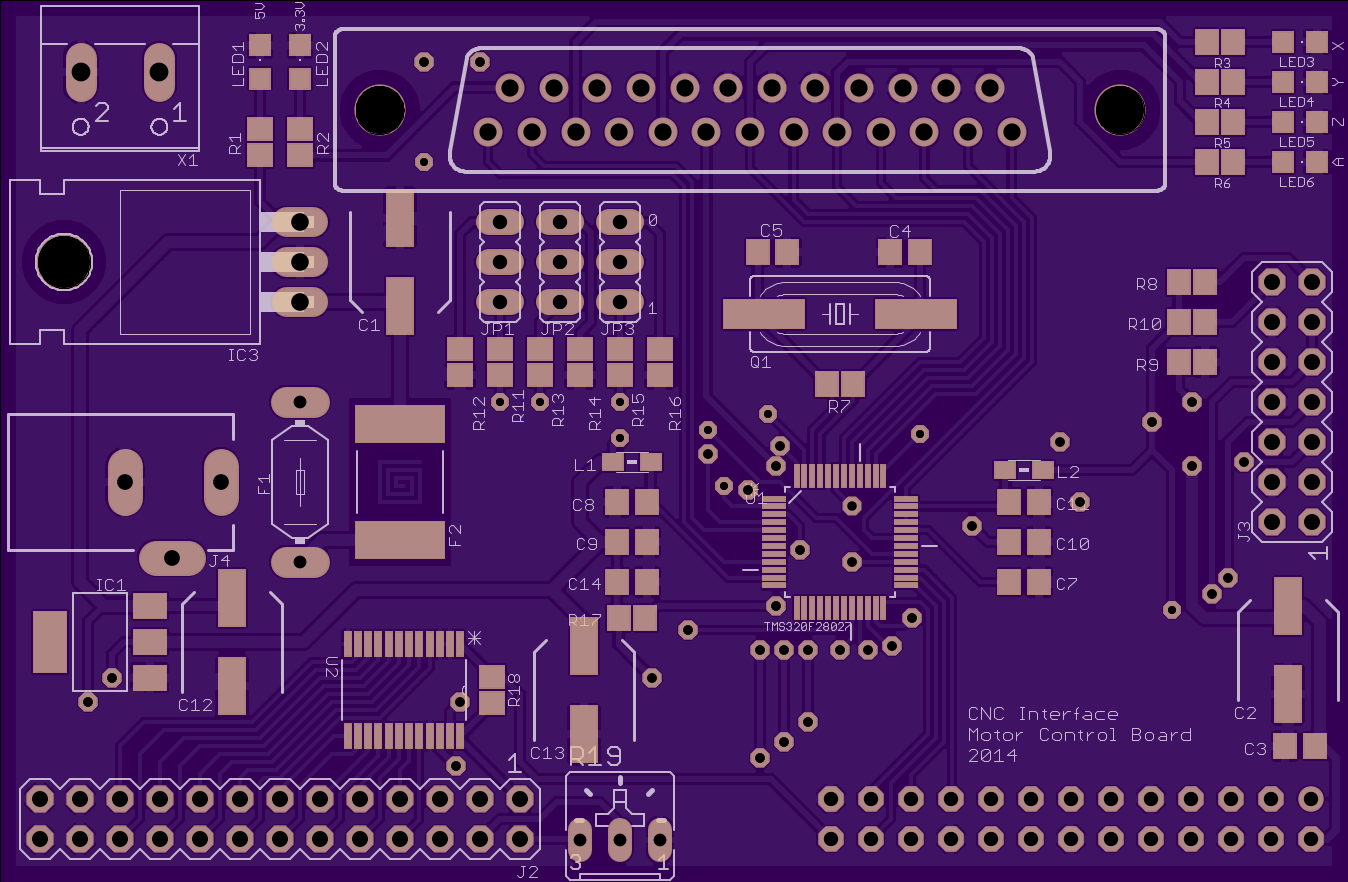 5V
3.3V
LED1
LED2
2
1
X1
R1
R2
R3
LED3
X
R4
LED4
Y
R5
LED5
Z
R6
LED6
A
IC3
C1
0
1
JP1
JP2
JP3
C5
C4
Q1
R7
R8
R10
R9
R12
R11
R13
R14
R15
R16
F1
F2
J4
L1
C8
C9
C14
R17
U1
TMS320F28027
L2
C11
C10
C7
J3
1
IC1
C12
U2
R18
C13
R19
CNC Interface
Motor Control Board
2014
C2
C3
1
J2
3
1